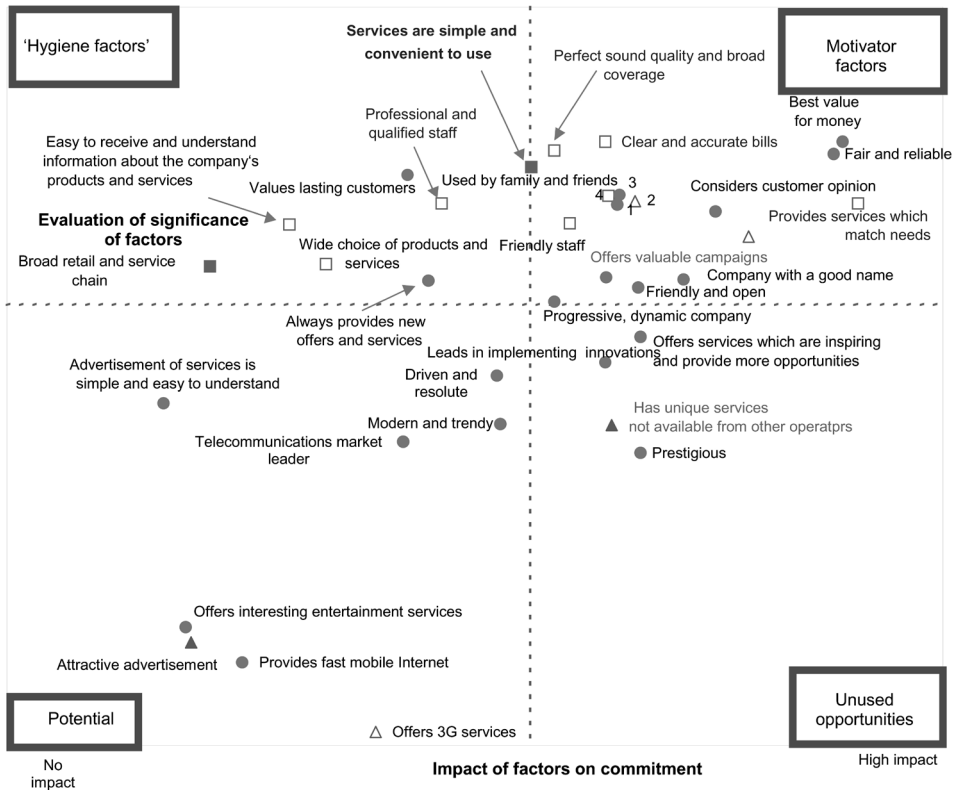 ‘Hygiene factors’
Services are simple and
convenient to use
Perfect sound quality and broad
coverage
Motivator
factors
Best value
for money
Professional and
qualified staff
Easy to receive and understand
information about the company‘s
products and services
Clear and accurate bills
Fair and reliable
Values lasting customers
Used by family and friends
3
4
2
1
Considers customer opinion
Evaluation of significance
of factors
Provides services which
match needs
Wide choice of products and
services
Friendly staff
Broad retail and service
chain
Offers valuable campaigns
Company with a good name
Friendly and open
Always provides new
offers and services
Progressive, dynamic company
Leads in implementing innovations
Offers services which are inspiring
and provide more opportunities
Advertisement of services is
simple and easy to understand
Driven and
resolute
Has unique services
not available from other operatprs
Modern and trendy
Telecommunications market
leader
Prestigious
Offers interesting entertainment services
Attractive advertisement
Provides fast mobile Internet
Potential
Offers 3G services
Unused
opportunities
No
impact
Impact of factors on commitment
High impact